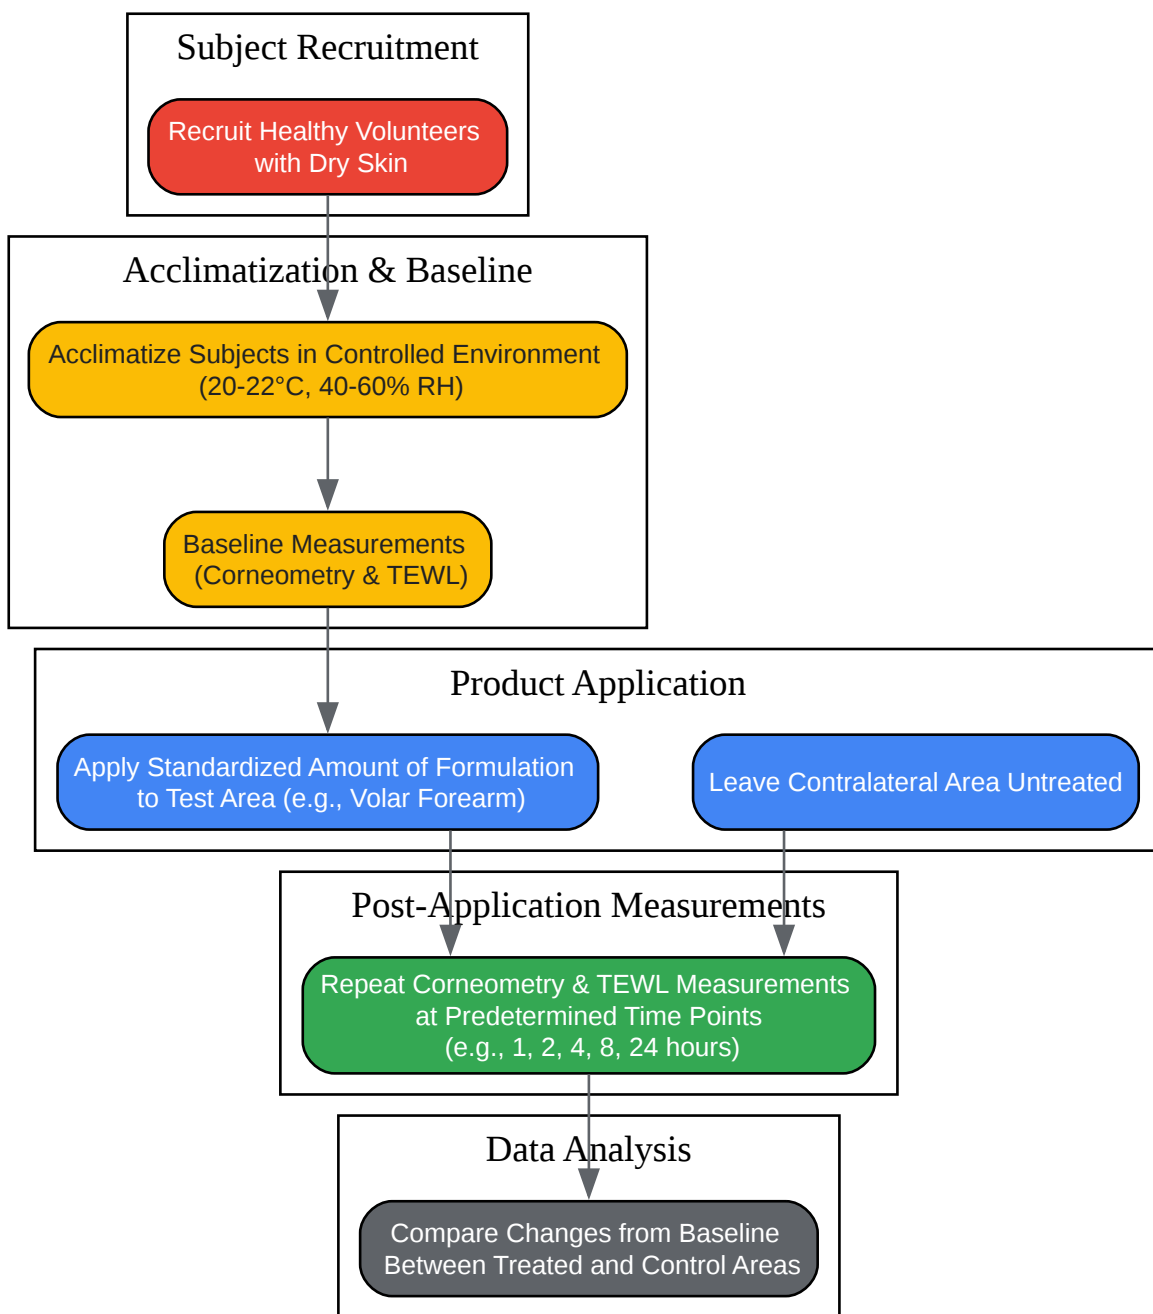 Subject Recruitment
Recruit Healthy Volunteers
with Dry Skin
Acclimatization & Baseline
Acclimatize Subjects in Controlled Environment
(20-22°C, 40-60% RH)
Baseline Measurements
(Corneometry & TEWL)
Product Application
Apply Standardized Amount of Formulation
to Test Area (e.g., Volar Forearm)
Leave Contralateral Area Untreated
Post-Application Measurements
Repeat Corneometry & TEWL Measurements
at Predetermined Time Points
(e.g., 1, 2, 4, 8, 24 hours)
Data Analysis
Compare Changes from Baseline
Between Treated and Control Areas